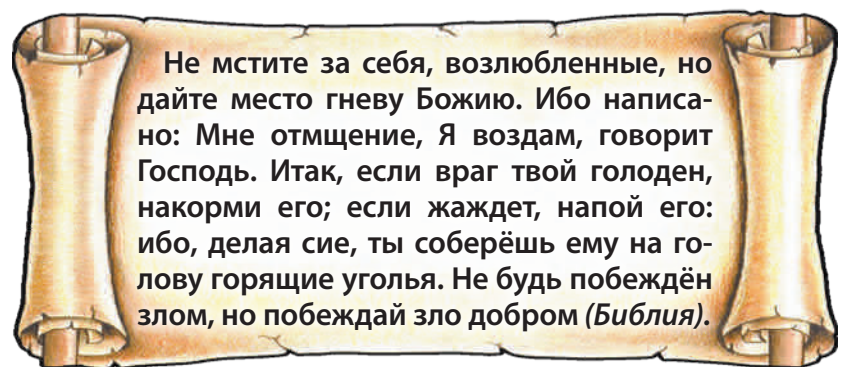 Не мстите за себя, возлюбленные, но
дайте место гневу Божию. Ибо написа-
но: Мне отмщение, Я воздам, говорит
Господь. Итак, если враг твой голоден,
накорми его; если жаждет, напой его:
ибо, делая сие, ты соберёшь ему на го-
лову горящие уголья. Не будь побеждён
злом, но побеждай зло добром (Библия).